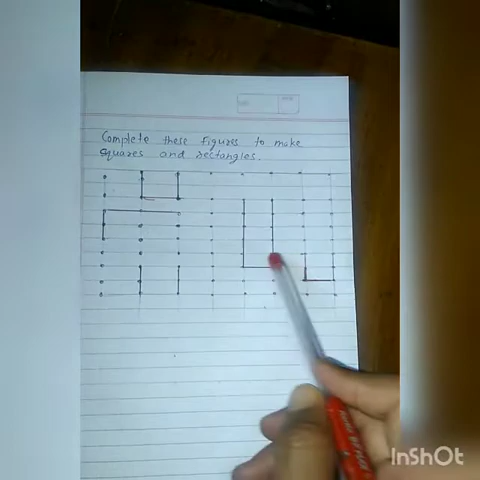 Complete these Figures to make
squares and rectangles.
InShOt